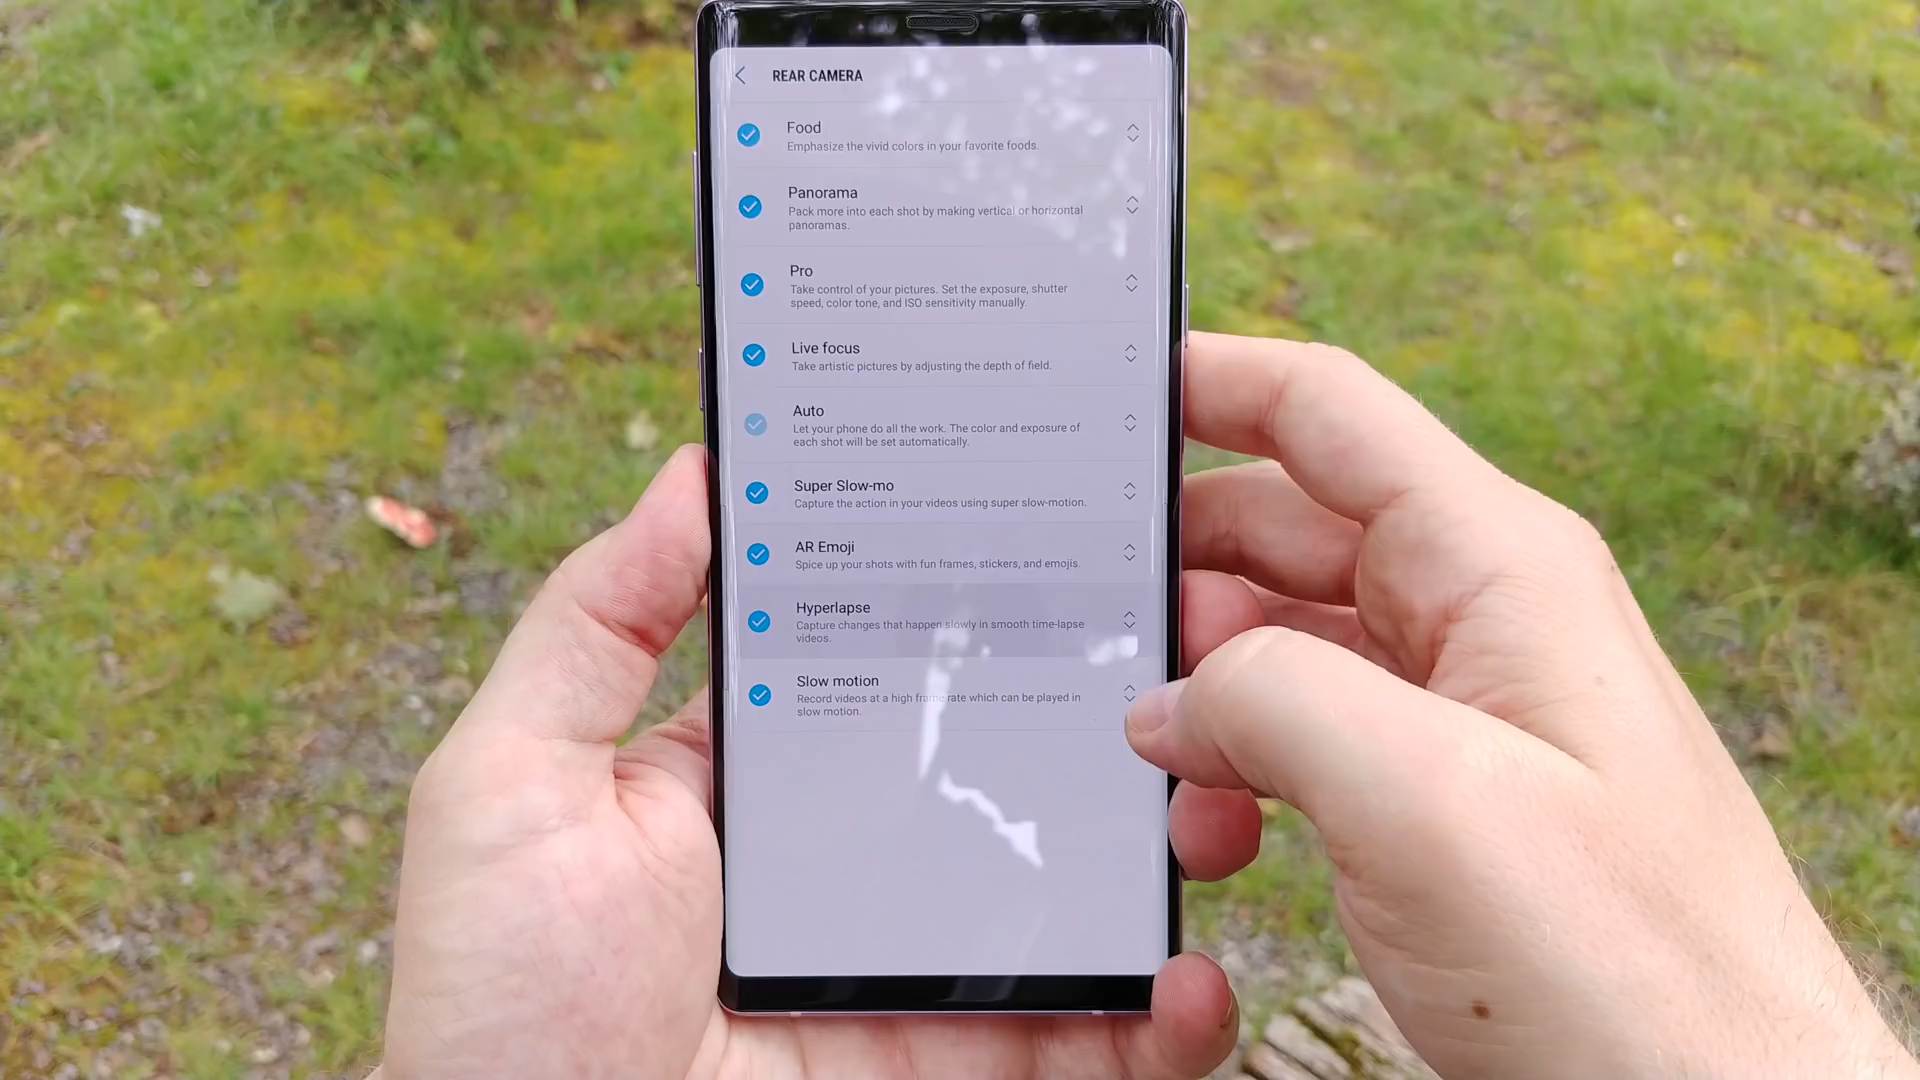 REAR CAMERA
Food
Emphasize the vivid colors in your favorite foods.
Panorama
Pack more into each shot by making vertical or horizontal
panoramas.
Pro
Take control of your pictures. Set the exposure, shutter
speed, color tone, and ISO sensitivity manually.
Live focus
Take artistic pictures by adjusting the depth of field.
Auto
Let your phone do all the work. The color and exposure of
each shot will be set automatically.
Super Slow-mo
Capture the action in your videos using super slow-motion.
AR Emoji
Spice up your shots with fun frames, stickers, and emojis.
Hyperlapse
Capture changes that happen slowly in smooth time-lapse
videos.
Slow motion
Record videos at a high frame rate which can be played in
slow motion.